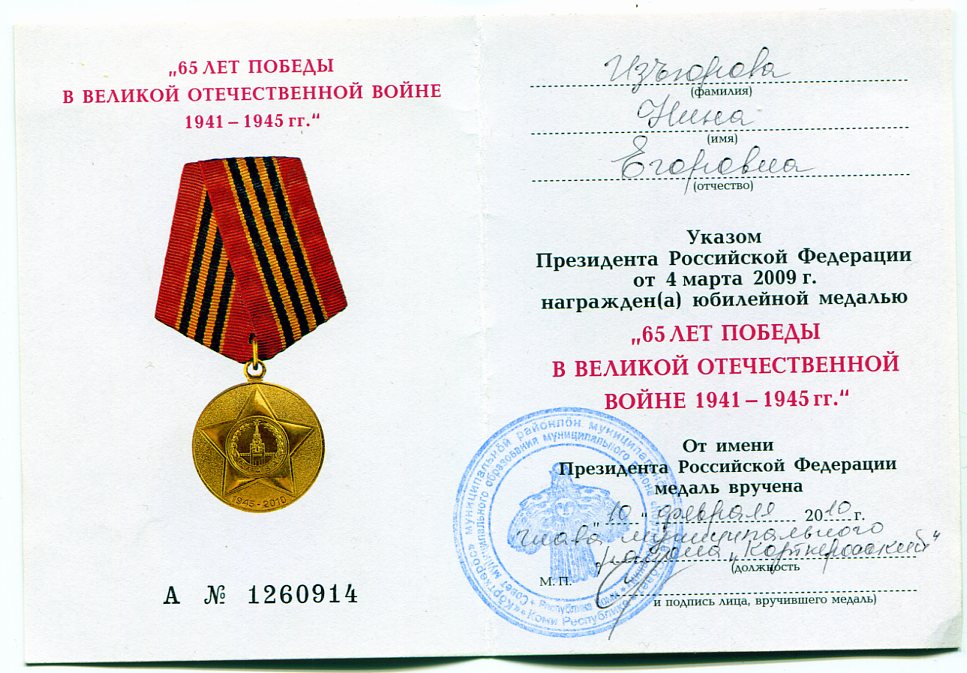 „65 ЛЕТ ПОБЕДЫ
В ВЕЛИКОЙ ОТЕЧЕСТВЕННОЙ ВОЙНЕ
1941 – 1945 гг.“
1945-2010
А № 1260914
Изъюрова
(фамилия)
Нина
(имя)
Егоровна
(отчество)
Указом
Президента Российской Федерации
от 4 марта 2009 г.
награжден(а) юбилейной медалью
„65 ЛЕТ ПОБЕДЫ
В ВЕЛИКОЙ ОТЕЧЕСТВЕННОЙ
ВОЙНЕ 1941 – 1945 гг.“
От имени
Президента Российской Федерации
медаль вручена
„10“ февраля 2010 г.
глава муниципального
района „Корткеросский“
(должность
М. П.
и подпись лица, вручившего медаль)